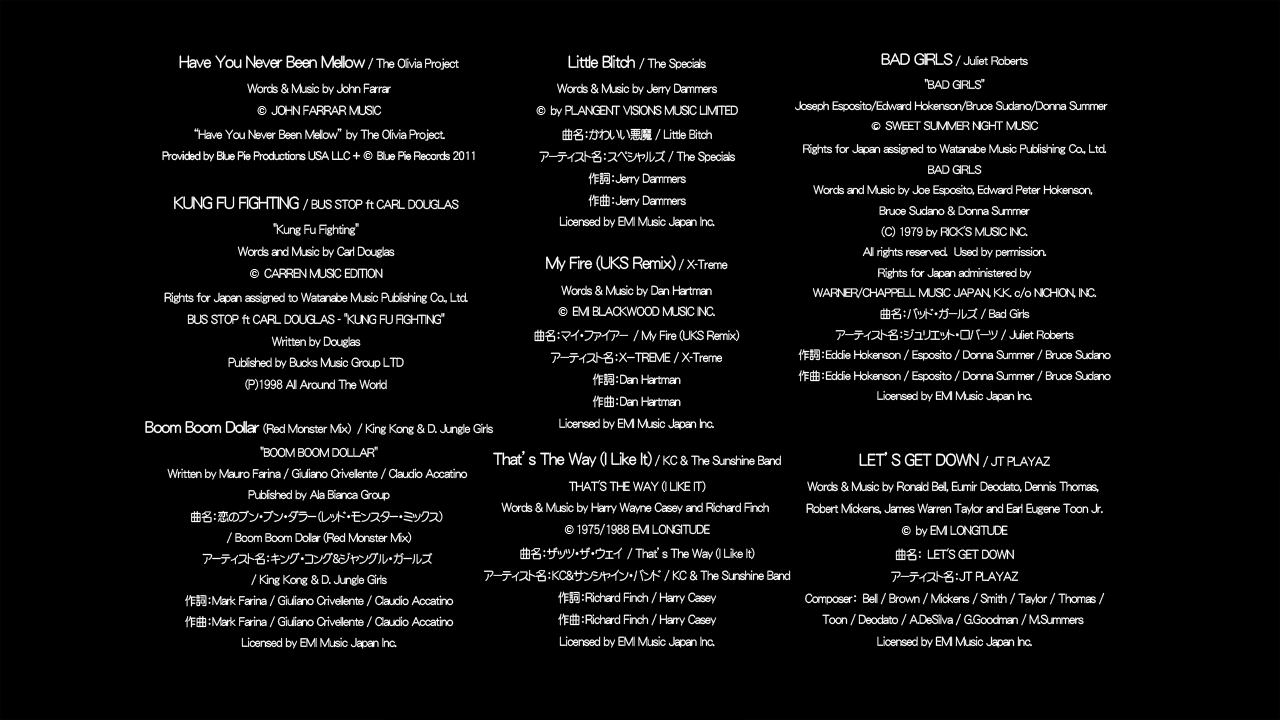 Have You Never Been Mellow / The Olivia Project
Words & Music by John Farrar
© JOHN FARRAR MUSIC
“Have You Never Been Mellow” by The Olivia Project.
Provided by Blue Pie Productions USA LLC + © Blue Pie Records 2011
KUNG FU FIGHTING / BUS STOP ft CARL DOUGLAS
"Kung Fu Fighting"
Words and Music by Carl Douglas
© CARREN MUSIC EDITION
Rights for Japan assigned to Watanabe Music Publishing Co., Ltd.
BUS STOP ft CARL DOUGLAS - "KUNG FU FIGHTING"
Written by Douglas
Published by Bucks Music Group LTD
(P)1998 All Around The World
Boom Boom Dollar (Red Monster Mix) / King Kong & D. Jungle Girls
"BOOM BOOM DOLLAR"
Written by Mauro Farina / Giuliano Crivellente / Claudio Accatino
Published by Ala Bianca Group
曲名：恋のブン・ブン・ダラー（レッド・モンスター・ミックス）
/ Boom Boom Dollar (Red Monster Mix)
アーティスト名：キング・コング&ジャングル・ガールズ
/ King Kong & D. Jungle Girls
作詞：Mark Farina / Giuliano Crivellente / Claudio Accatino
作曲：Mark Farina / Giuliano Crivellente / Claudio Accatino
Licensed by EMI Music Japan Inc.
Little Blitch / The Specials
Words & Music by Jerry Dammers
© by PLANGENT VISIONS MUSIC LIMITED
曲名：かわいい悪魔 / Little Bitch
アーティスト名：スペシャルズ / The Specials
作詞：Jerry Dammers
作曲：Jerry Dammers
Licensed by EMI Music Japan Inc.
My Fire (UKS Remix) / X-Treme
Words & Music by Dan Hartman
© EMI BLACKWOOD MUSIC INC.
曲名：マイ・ファイアー / My Fire (UKS Remix)
アーティスト名：X-TREME / X-Treme
作詞：Dan Hartman
作曲：Dan Hartman
Licensed by EMI Music Japan Inc.
That’s The Way (I Like It) / KC & The Sunshine Band
THAT'S THE WAY (I LIKE IT)
Words & Music by Harry Wayne Casey and Richard Finch
© 1975/1988 EMI LONGITUDE
曲名：ザッツ・ザ・ウェイ / That’s The Way (I Like It)
アーティスト名：KC&サンシャイン・バンド / KC & The Sunshine Band
作詞：Richard Finch / Harry Casey
作曲：Richard Finch / Harry Casey
Licensed by EMI Music Japan Inc.
BAD GIRLS / Juliet Roberts
"BAD GIRLS"
Joseph Esposito/Edward Hokenson/Bruce Sudano/Donna Summer
© SWEET SUMMER NIGHT MUSIC
Rights for Japan assigned to Watanabe Music Publishing Co., Ltd.
BAD GIRLS
Words and Music by Joe Esposito, Edward Peter Hokenson,
Bruce Sudano & Donna Summer
(C) 1979 by RICK'S MUSIC INC.
All rights reserved. Used by permission.
Rights for Japan administered by
WARNER/CHAPPELL MUSIC JAPAN, K.K. c/o NICHION, INC.
曲名：バッド・ガールズ / Bad Girls
アーティスト名：ジュリエット・ロバーツ / Juliet Roberts
作詞：Eddie Hokenson / Esposito / Donna Summer / Bruce Sudano
作曲：Eddie Hokenson / Esposito / Donna Summer / Bruce Sudano
Licensed by EMI Music Japan Inc.
LET’S GET DOWN / JT PLAYAZ
Words & Music by Ronald Bell, Eumir Deodato, Dennis Thomas,
Robert Mickens, James Warren Taylor and Earl Eugene Toon Jr.
© by EMI LONGITUDE
曲名： LET'S GET DOWN
アーティスト名：JT PLAYAZ
Composer： Bell / Brown / Mickens / Smith / Taylor / Thomas /
Toon / Deodato / A.DeSilva / G.Goodman / M.Summers
Licensed by EMI Music Japan Inc.